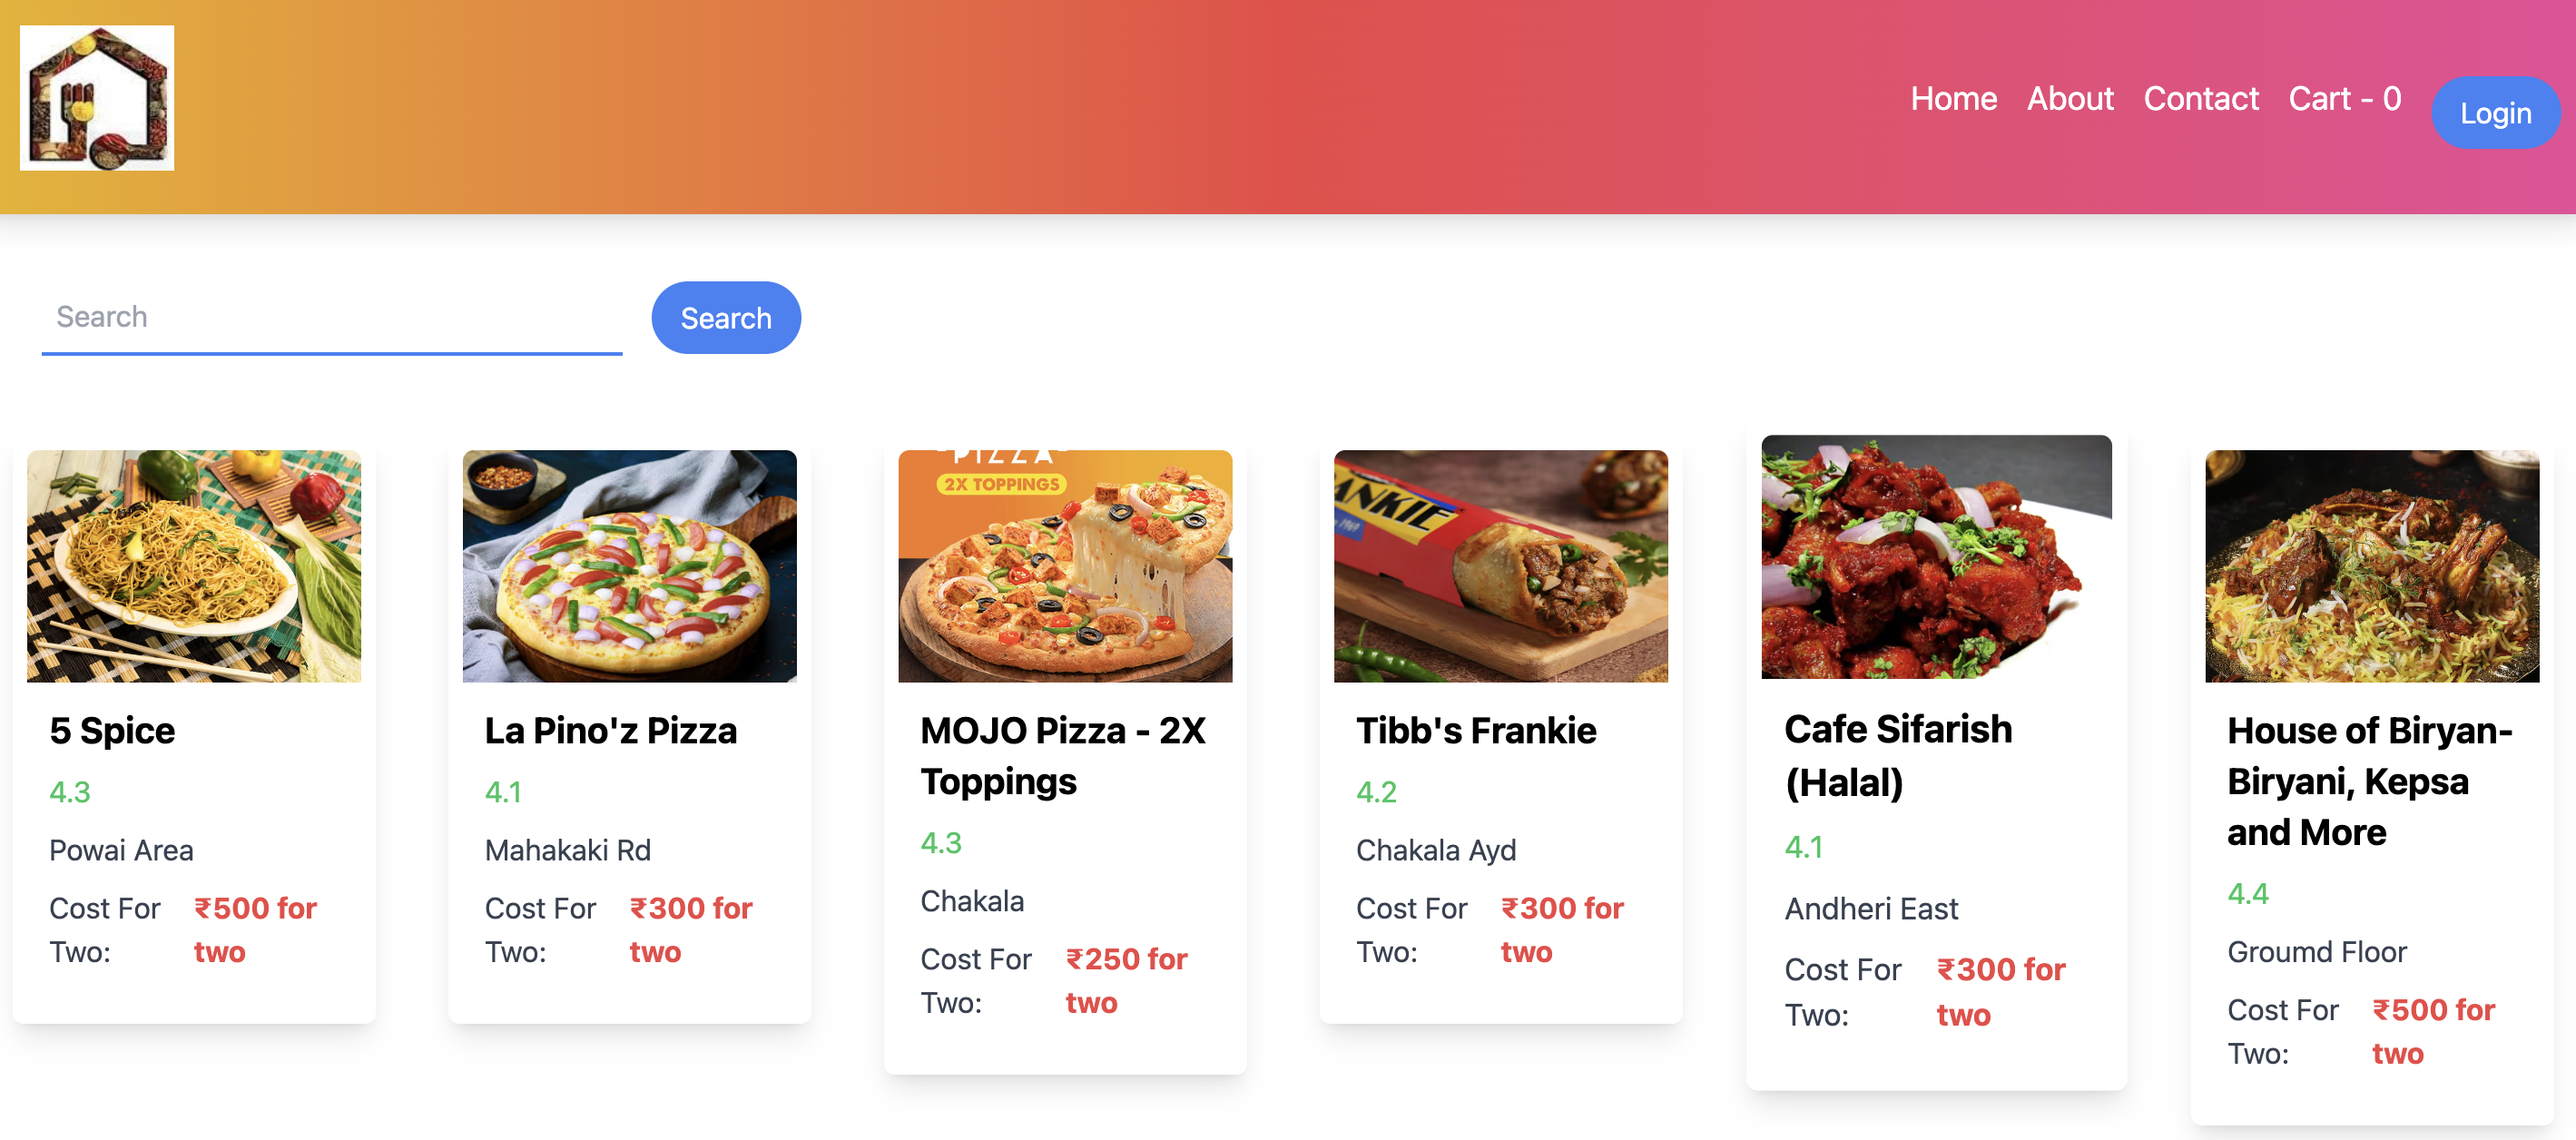 Home About Contact Cart - 0 Login
Search Search
PIZZA
2X TOPPINGS
ANKIE
5 Spice
4.3
Powai Area
Cost For Two: ₹500 for two
La Pino'z Pizza
4.1
Mahakaki Rd
Cost For Two: ₹300 for two
MOJO Pizza - 2X
Toppings
4.3
Chakala
Cost For Two: ₹250 for two
Tibb's Frankie
4.2
Chakala Ayd
Cost For Two: ₹300 for two
Cafe Sifarish
(Halal)
4.1
Andheri East
Cost For Two: ₹300 for two
House of Biryan-
Biryani, Kepsa
and More
4.4
Groumd Floor
Cost For Two: ₹500 for two